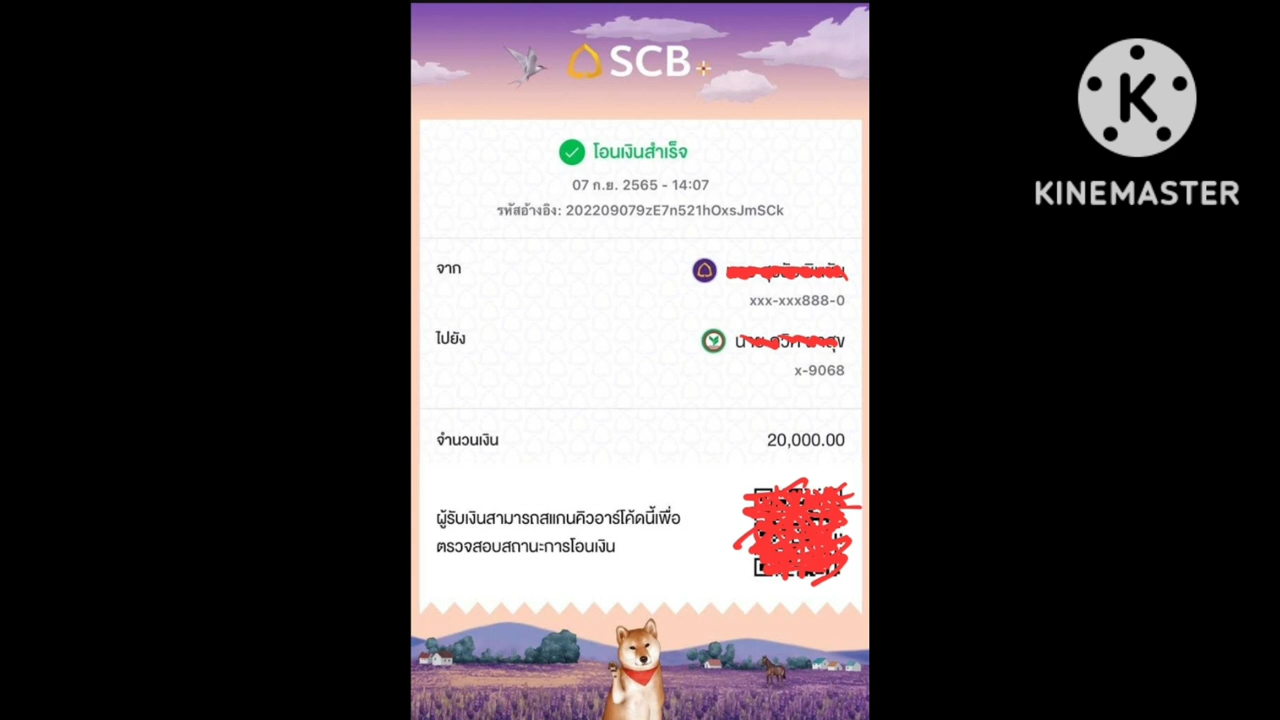 SCB
K
KINEMASTER
โอนเงินสำเร็จ
07 ก.ย. 2565 - 14:07
รหัสอ้างอิง: 202209079zE7n521hOxsJmSCk
จาก
xxx-xxx888-0
ไปยัง
นาย
x-9068
จำนวนเงิน 20,000.00
ผู้รับเงินสามารถสแกนคิวอาร์โค้ดนี้เพื่อ
ตรวจสอบสถานะการโอนเงิน